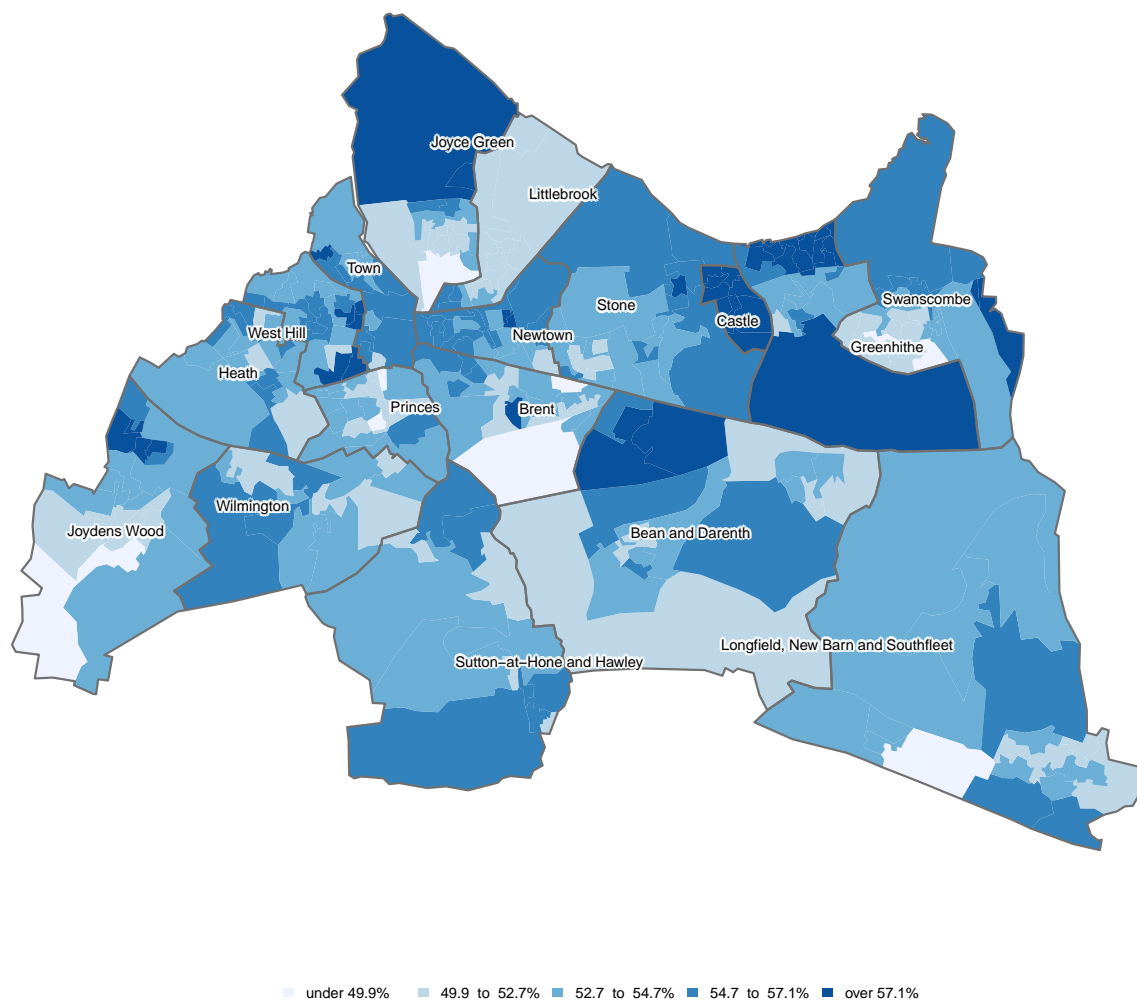 Joyce Green
Littlebrook
Town
Swanscombe
Stone
Castle
West Hill
Newtown
Greenhithe
Heath
Princes
Brent
Wilmington
Joydens Wood
Bean and Darenth
Longfield, New Barn and Southfleet
Sutton−at−Hone and Hawley
under 49.9% 49.9 to 52.7% 52.7 to 54.7% 54.7 to 57.1% over 57.1%